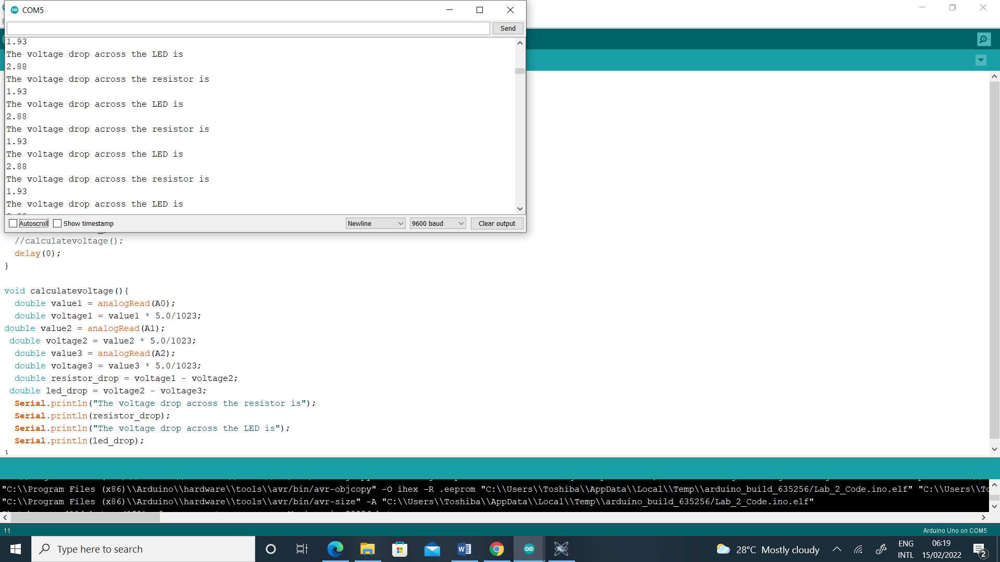 COM5
Send
1.93
The voltage drop across the LED is
2.88
The voltage drop across the resistor is
1.93
The voltage drop across the LED is
2.88
The voltage drop across the resistor is
1.93
The voltage drop across the LED is
2.88
The voltage drop across the resistor is
1.93
The voltage drop across the LED is
Autoscroll
Show timestamp
Newline
9600 baud
Clear output
//calculatevoltage();
delay(0);
}
void calculatevoltage(){
double value1 = analogRead(A0);
double voltage1 = value1 * 5.0/1023;
double value2 = analogRead(A1);
double voltage2 = value2 * 5.0/1023;
double value3 = analogRead(A2);
double voltage3 = value3 * 5.0/1023;
double resistor_drop = voltage1 - voltage2;
double led_drop = voltage2 - voltage3;
Serial.println("The voltage drop across the resistor is");
Serial.println(resistor_drop);
Serial.println("The voltage drop across the LED is");
Serial.println(led_drop);
}
"C:\\Program Files (x86)\\Arduino\\hardware\\tools\\avr/bin/avr-objcopy" -O ihex -R .eeprom "C:\\Users\\Toshiba\\AppData\\Local\\Temp\\arduino_build_635256/Lab_2_Code.ino.elf" "C:\\Users\\To
"C:\\Program Files (x86)\\Arduino\\hardware\\tools\\avr/bin/avr-size" -A "C:\\Users\\Toshiba\\AppData\\Local\\Temp\\arduino_build_635256/Lab_2_Code.ino.elf"
11
Arduino Uno on COM5
Type here to search
28°C Mostly cloudy
ENG
INTL
06:19
15/02/2022
2